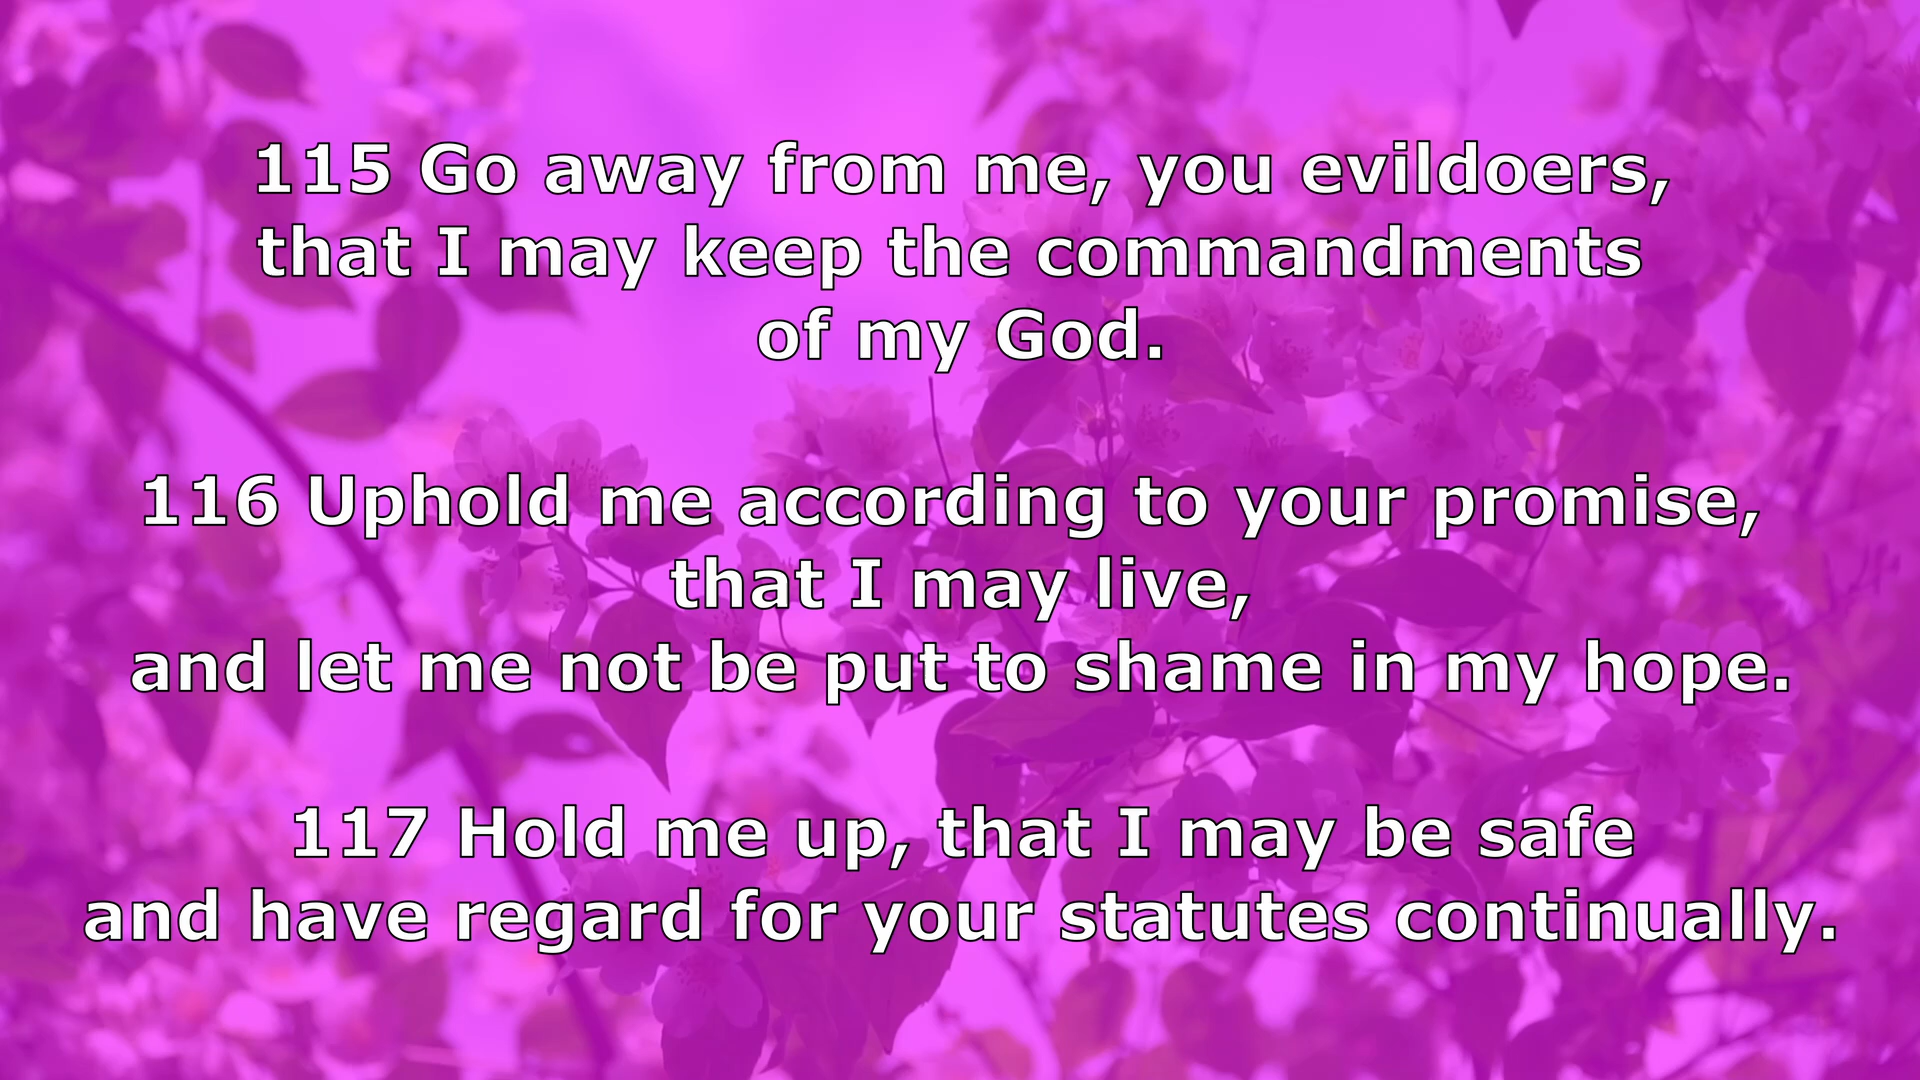 115 Go away from me, you evildoers,
that I may keep the commandments
of my God.
116 Uphold me according to your promise,
that I may live,
and let me not be put to shame in my hope.
117 Hold me up, that I may be safe
and have regard for your statutes continually.